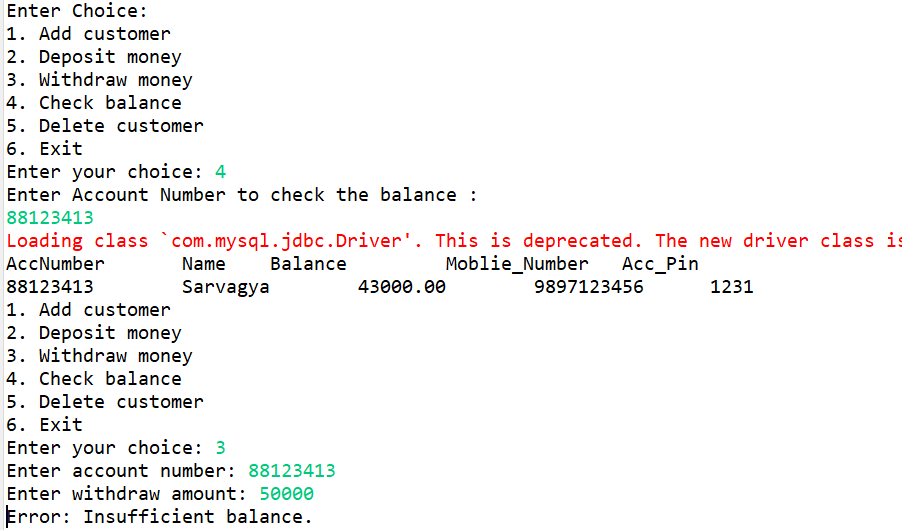 Enter Choice:
1. Add customer
2. Deposit money
3. Withdraw money
4. Check balance
5. Delete customer
6. Exit
Enter your choice: 4
Enter Account Number to check the balance :
88123413
Loading class `com.mysql.jdbc.Driver'. This is deprecated. The new driver class is
AccNumber Name Balance Moblie_Number Acc_Pin
88123413 Sarvagya 43000.00 9897123456 1231
1. Add customer
2. Deposit money
3. Withdraw money
4. Check balance
5. Delete customer
6. Exit
Enter your choice: 3
Enter account number: 88123413
Enter withdraw amount: 50000
Error: Insufficient balance.